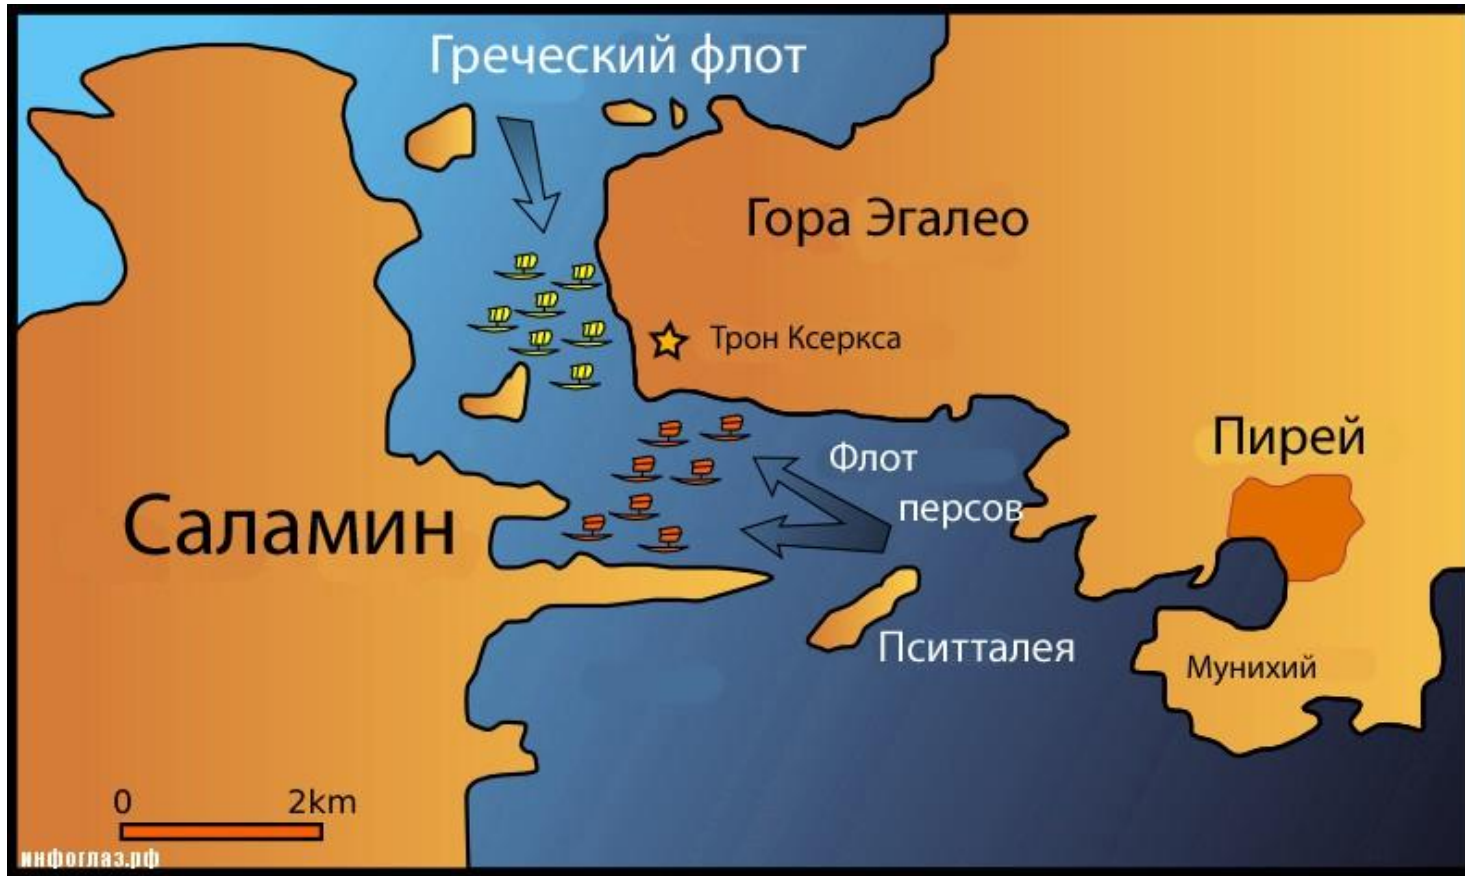 Греческий флот
Гора Эгалео
Трон Ксеркса
Пирей
Флот
персов
Саламин
Пситталея
Мунихий
0 2km
инфоглаз.рф